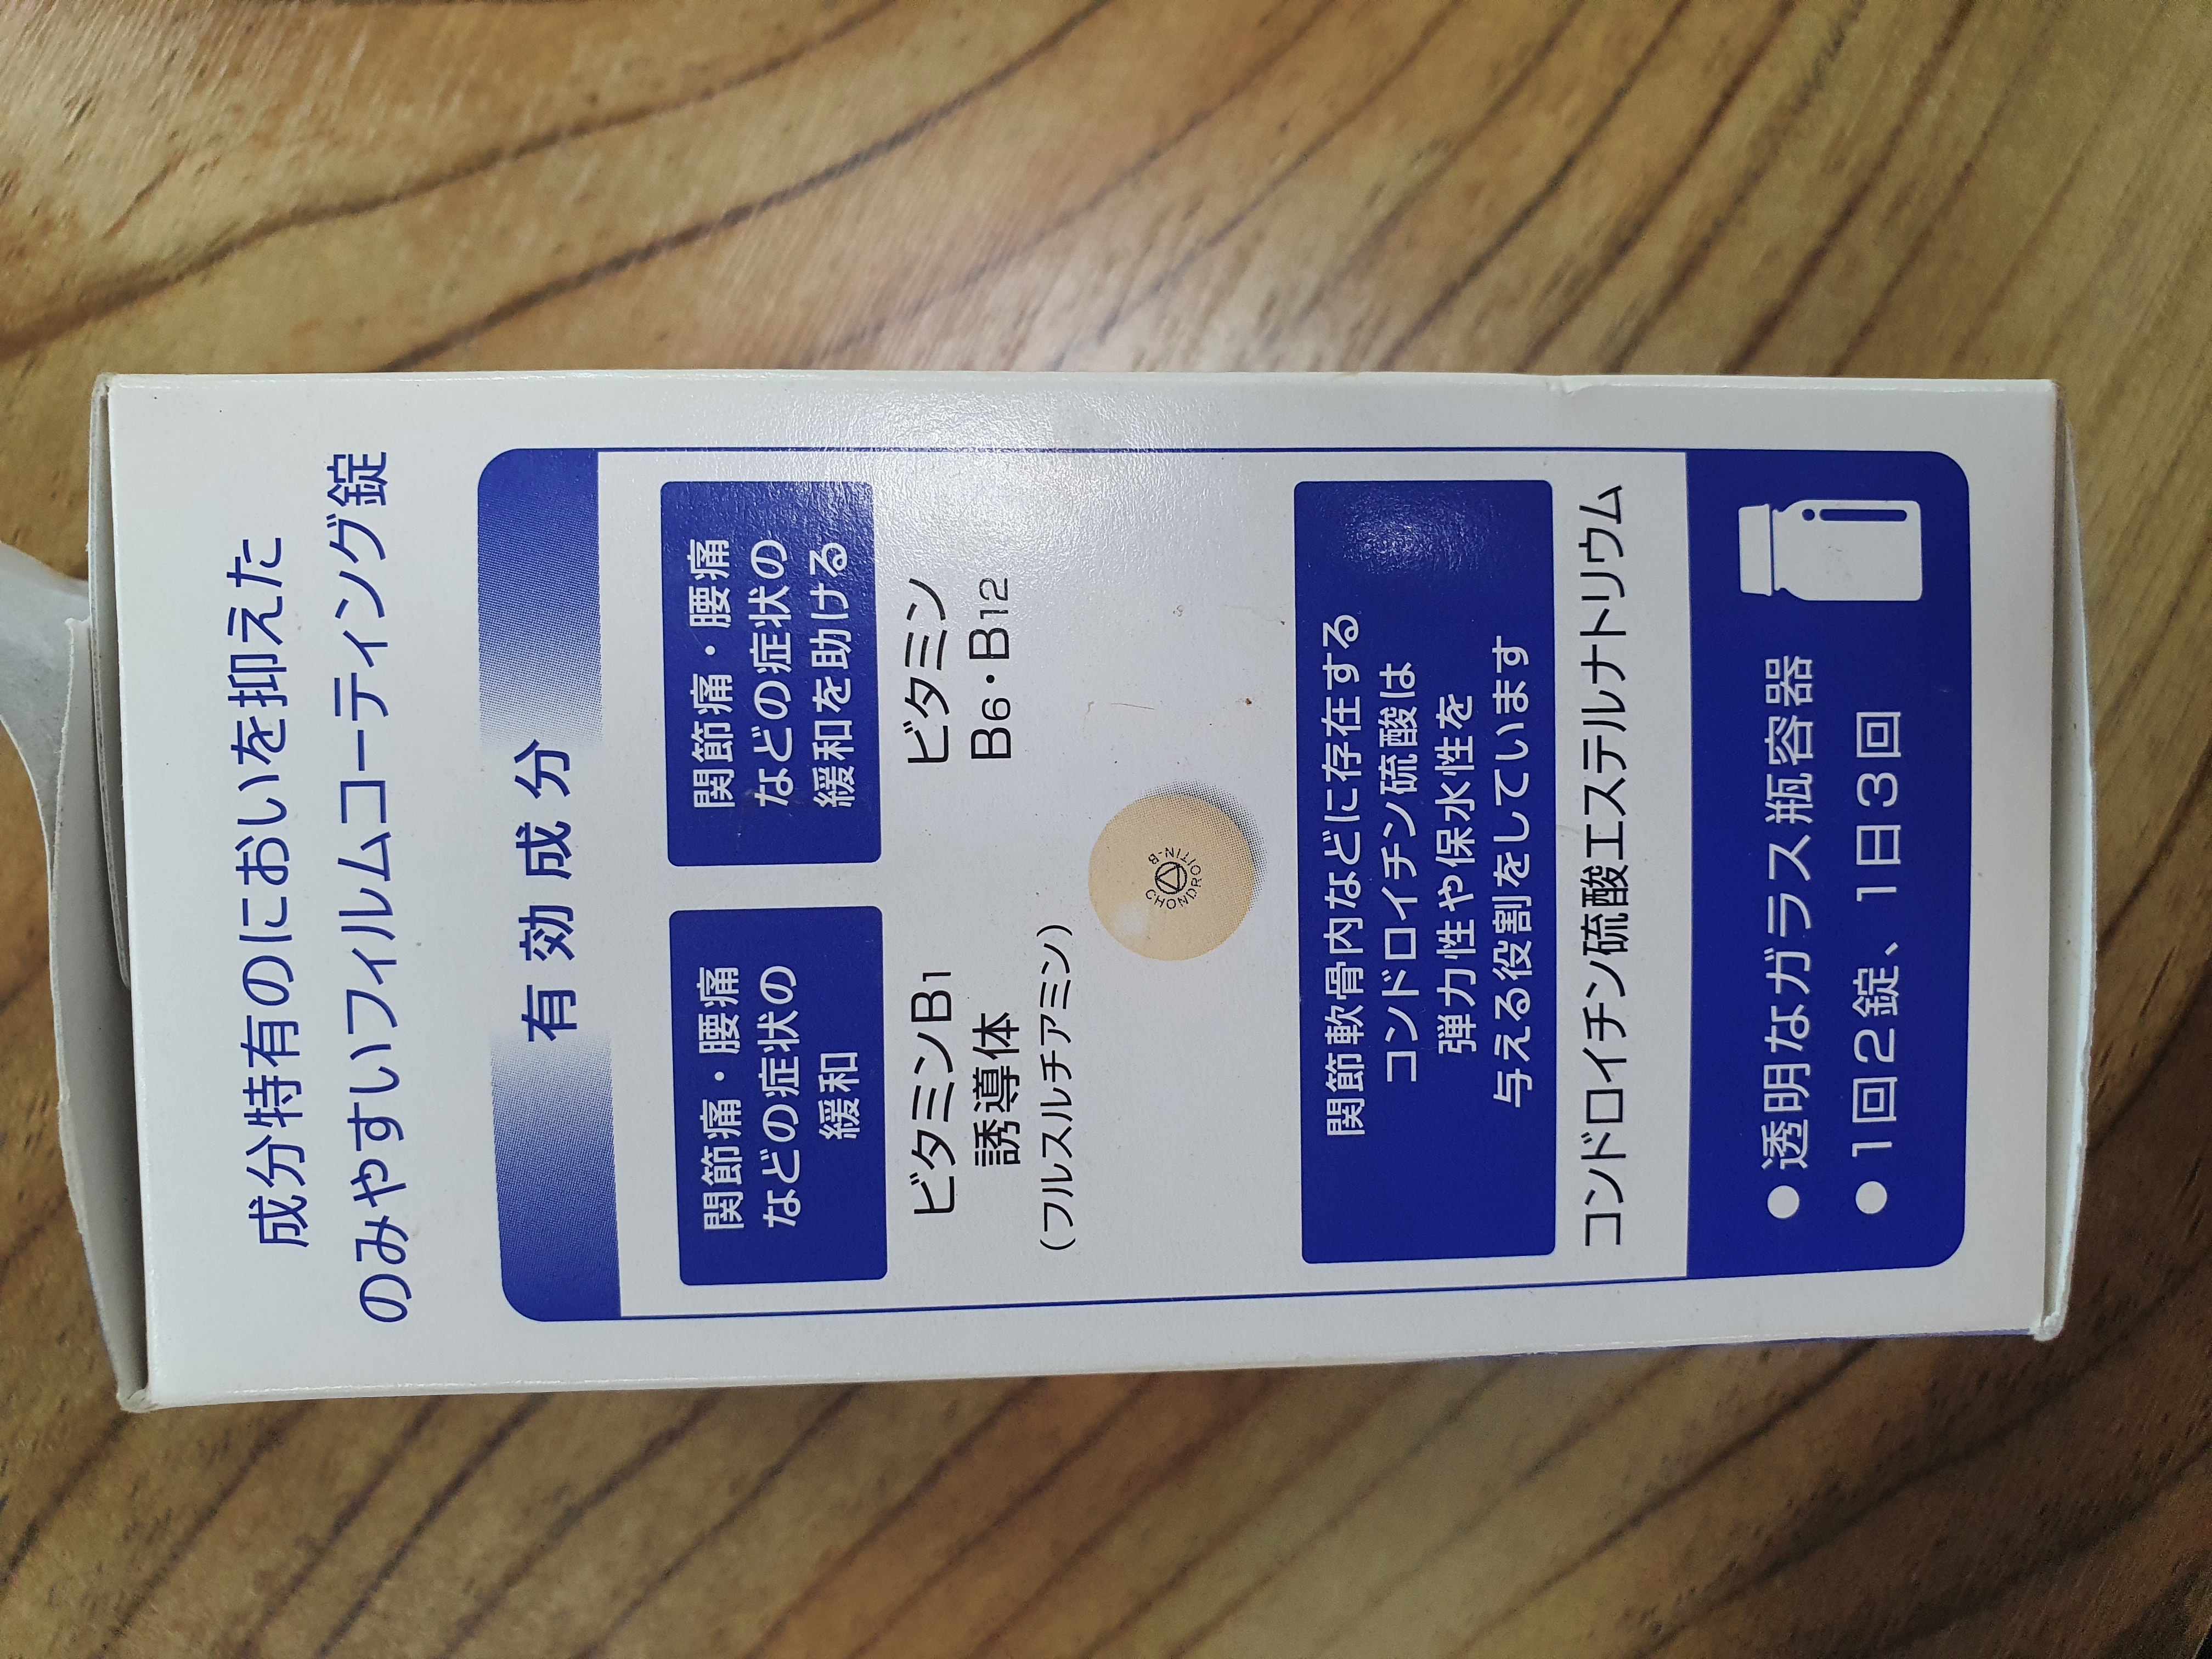 成分特有のにおいを抑えた
のみやすいフィルムコーティング錠
有効成分
関節痛・腰痛
などの症状の
緩和
ビタミンB1
誘導体
(フルスルチアミン)
関節痛・腰痛
などの症状の
緩和を助ける
ビタミン
B6・B12
CHONDROITIN-B
関節軟骨内などに存在する
コンドロイチン硫酸は
弾力性や保水性を
与える役割をしています
コンドロイチン硫酸エステルナトリウム
●透明なガラス瓶容器
●1回2錠、1日3回